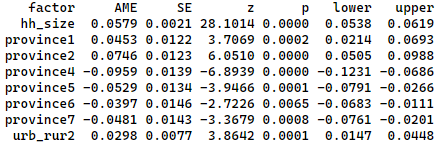 factor AME SE z p lower upper
hh_size 0.0579 0.0021 28.1014 0.0000 0.0538 0.0619
province1 0.0453 0.0122 3.7069 0.0002 0.0214 0.0693
province2 0.0746 0.0123 6.0510 0.0000 0.0505 0.0988
province4 -0.0959 0.0139 -6.8939 0.0000 -0.1231 -0.0686
province5 -0.0529 0.0134 -3.9466 0.0001 -0.0791 -0.0266
province6 -0.0397 0.0146 -2.7226 0.0065 -0.0683 -0.0111
province7 -0.0481 0.0143 -3.3679 0.0008 -0.0761 -0.0201
urb_rur2 0.0298 0.0077 3.8642 0.0001 0.0147 0.0448